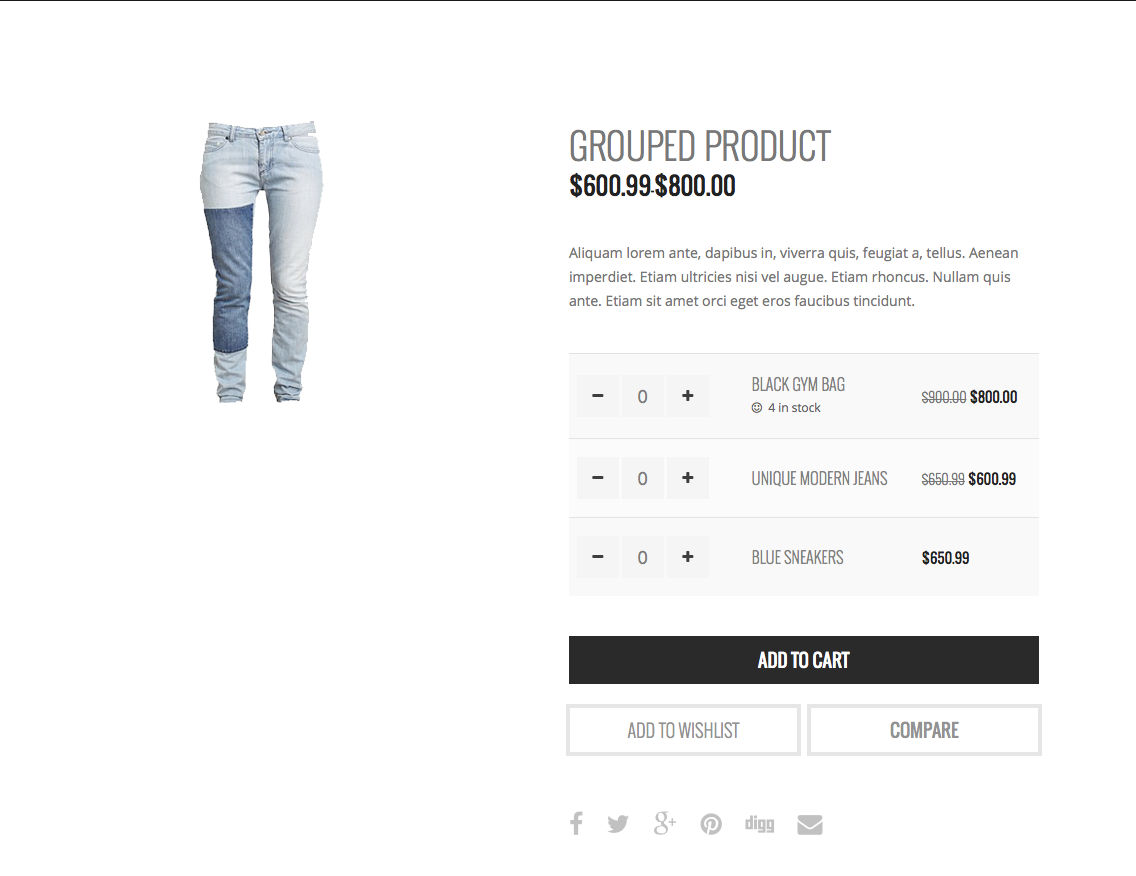 GROUPED PRODUCT
$600.99-$800.00
Aliquam lorem ante, dapibus in, viverra quis, feugiat a, tellus. Aenean
imperdiet. Etiam ultricies nisi vel augue. Etiam rhoncus. Nullam quis
ante. Etiam sit amet orci eget eros faucibus tincidunt.
0 BLACK GYM BAG $900.00 $800.00
4 in stock
0 UNIQUE MODERN JEANS $650.99 $600.99
0 BLUE SNEAKERS $650.99
ADD TO CART
ADD TO WISHLIST COMPARE
digg